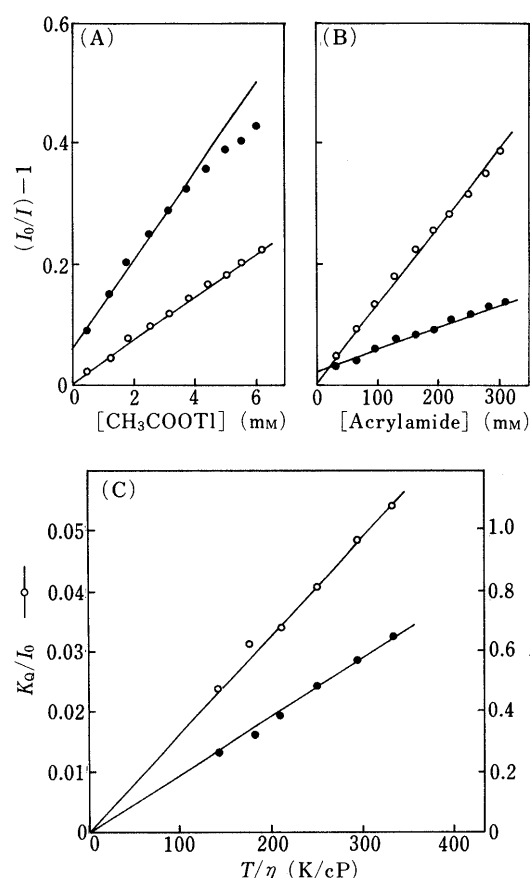 (A)
(B)
0.6
0.4
0.2
0
(I₀/I)−1
0 2 4 6
[CH₃COOTl] (mM)
0 100 200 300
[Acrylamide] (mM)
(C)
0.05
0.04
0.03
0.02
0.01
0
K_Q/I₀
1.0
0.8
0.6
0.4
0.2
0
0 100 200 300 400
T/η (K/cP)